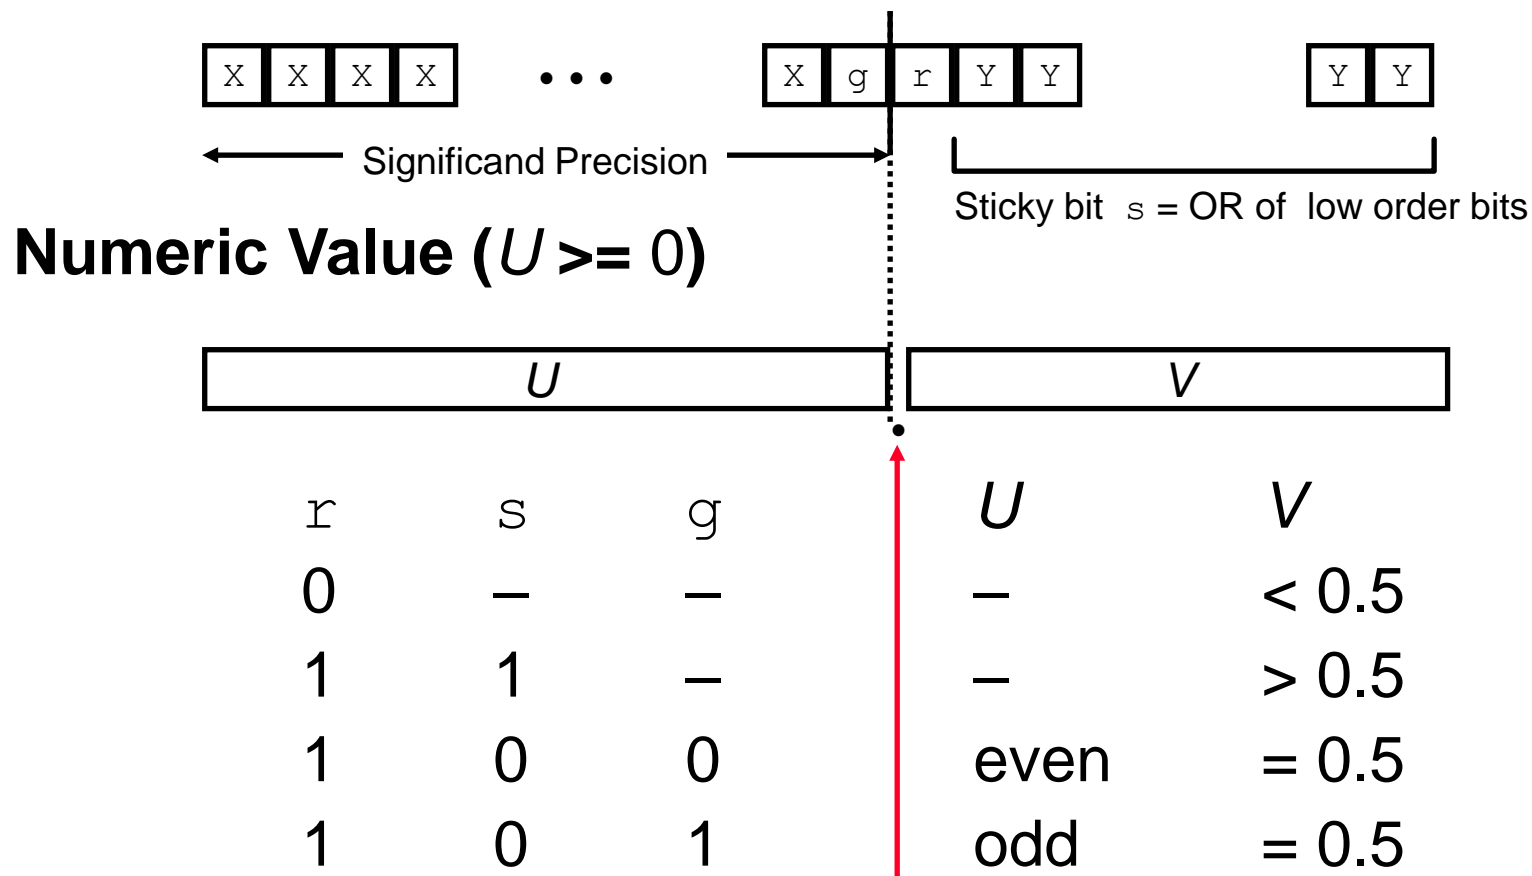 X X X X ••• X g r Y Y Y Y
Significand Precision
Sticky bit s = OR of low order bits
Numeric Value (U >= 0)
U V
r s g U V
0 – – – < 0.5
1 1 – – > 0.5
1 0 0 even = 0.5
1 0 1 odd = 0.5